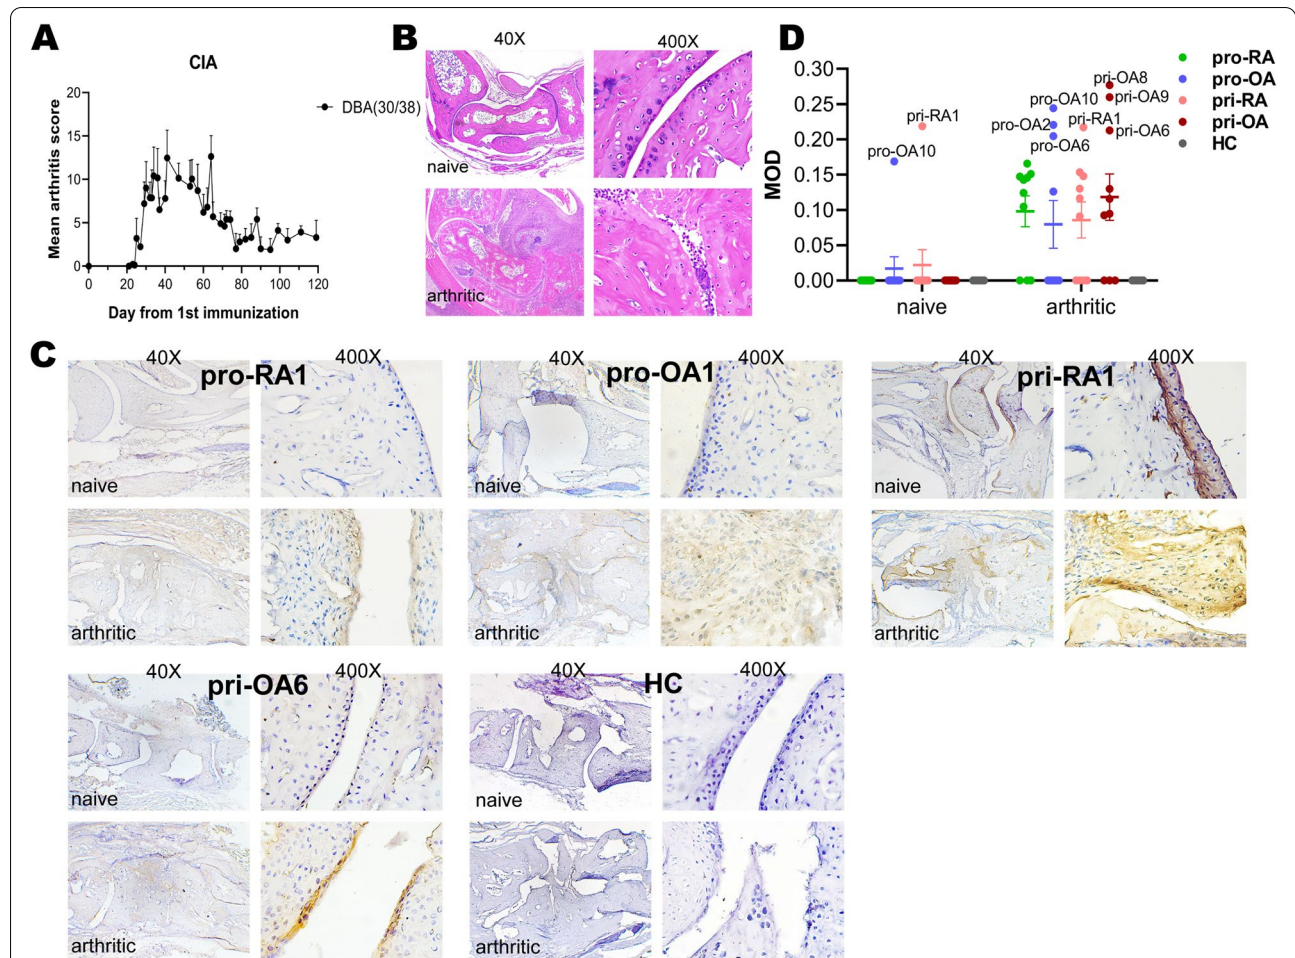 A
CIA
Mean arthritis score
20
15
10
5
0
0
20
40
60
80
100
120
Day from 1st immunization
DBA(30/38)
B
40X
400X
naive
arthritic
D
MOD
0.30
0.25
0.20
0.15
0.10
0.05
0.00
pro-OA10
pri-RA1
pro-OA10
pro-OA2
pro-OA6
pri-RA1
pri-OA8
pri-OA9
pri-OA6
naive
arthritic
pro-RA
pro-OA
pri-RA
pri-OA
HC
C
40X
pro-RA1
400X
naive
arthritic
40X
pro-OA1
400X
naive
arthritic
40X
pri-RA1
400X
naive
arthritic
40X
pri-OA6
400X
naive
arthritic
40X
HC
400X
naive
arthritic